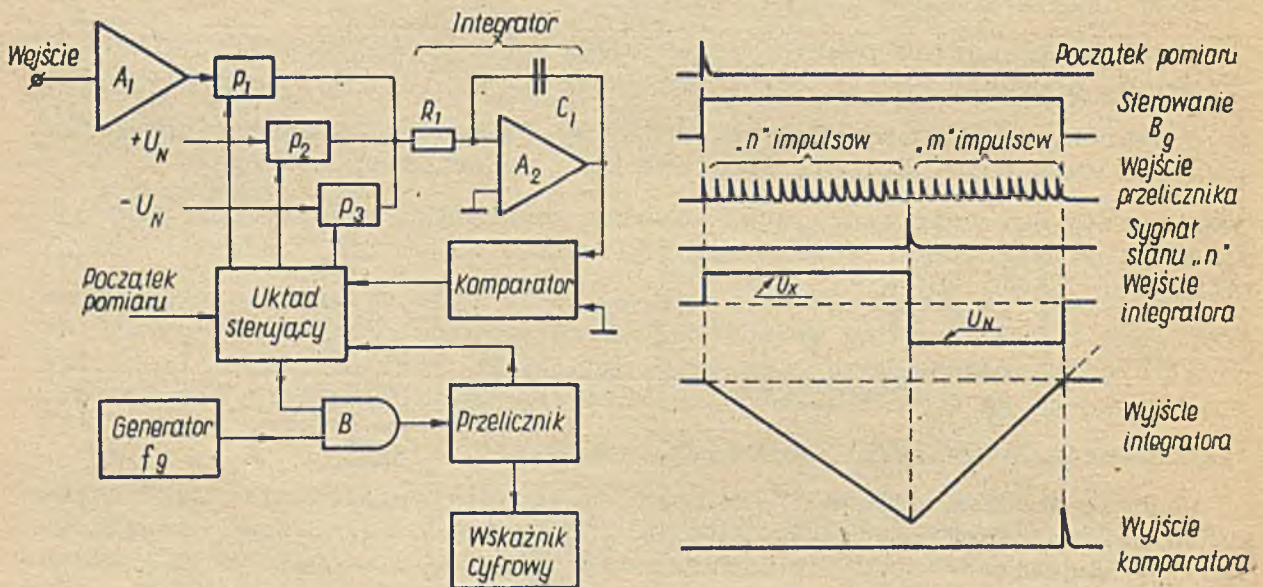 Wejście
A1
P1
+UN
P2
-UN
P3
Integrator
R1
C1
A2
Początek
pomiaru
Układ
sterujący
Komparator
Generator
fg
B
Przelicznik
Wskaźnik
cyfrowy
Początek pomiaru
Sterowanie
Bg
„n" impulsów
„m" impulsów
Wejście
przelicznika
Sygnał
stanu „n"
Ux
Wejście
integratora
UN
Wyjście
integratora
Wyjście
komparatora